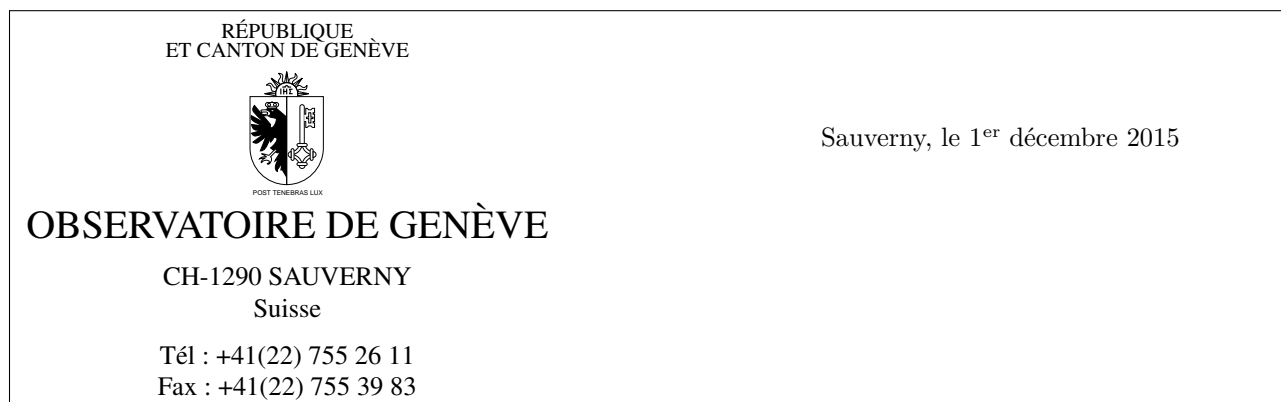 RÉPUBLIQUE
ET CANTON DE GENÈVE
IHΣ
POST TENEBRAS LUX
Sauverny, le 1er décembre 2015
OBSERVATOIRE DE GENÈVE
CH-1290 SAUVERNY
Suisse
Tél : +41(22) 755 26 11
Fax : +41(22) 755 39 83